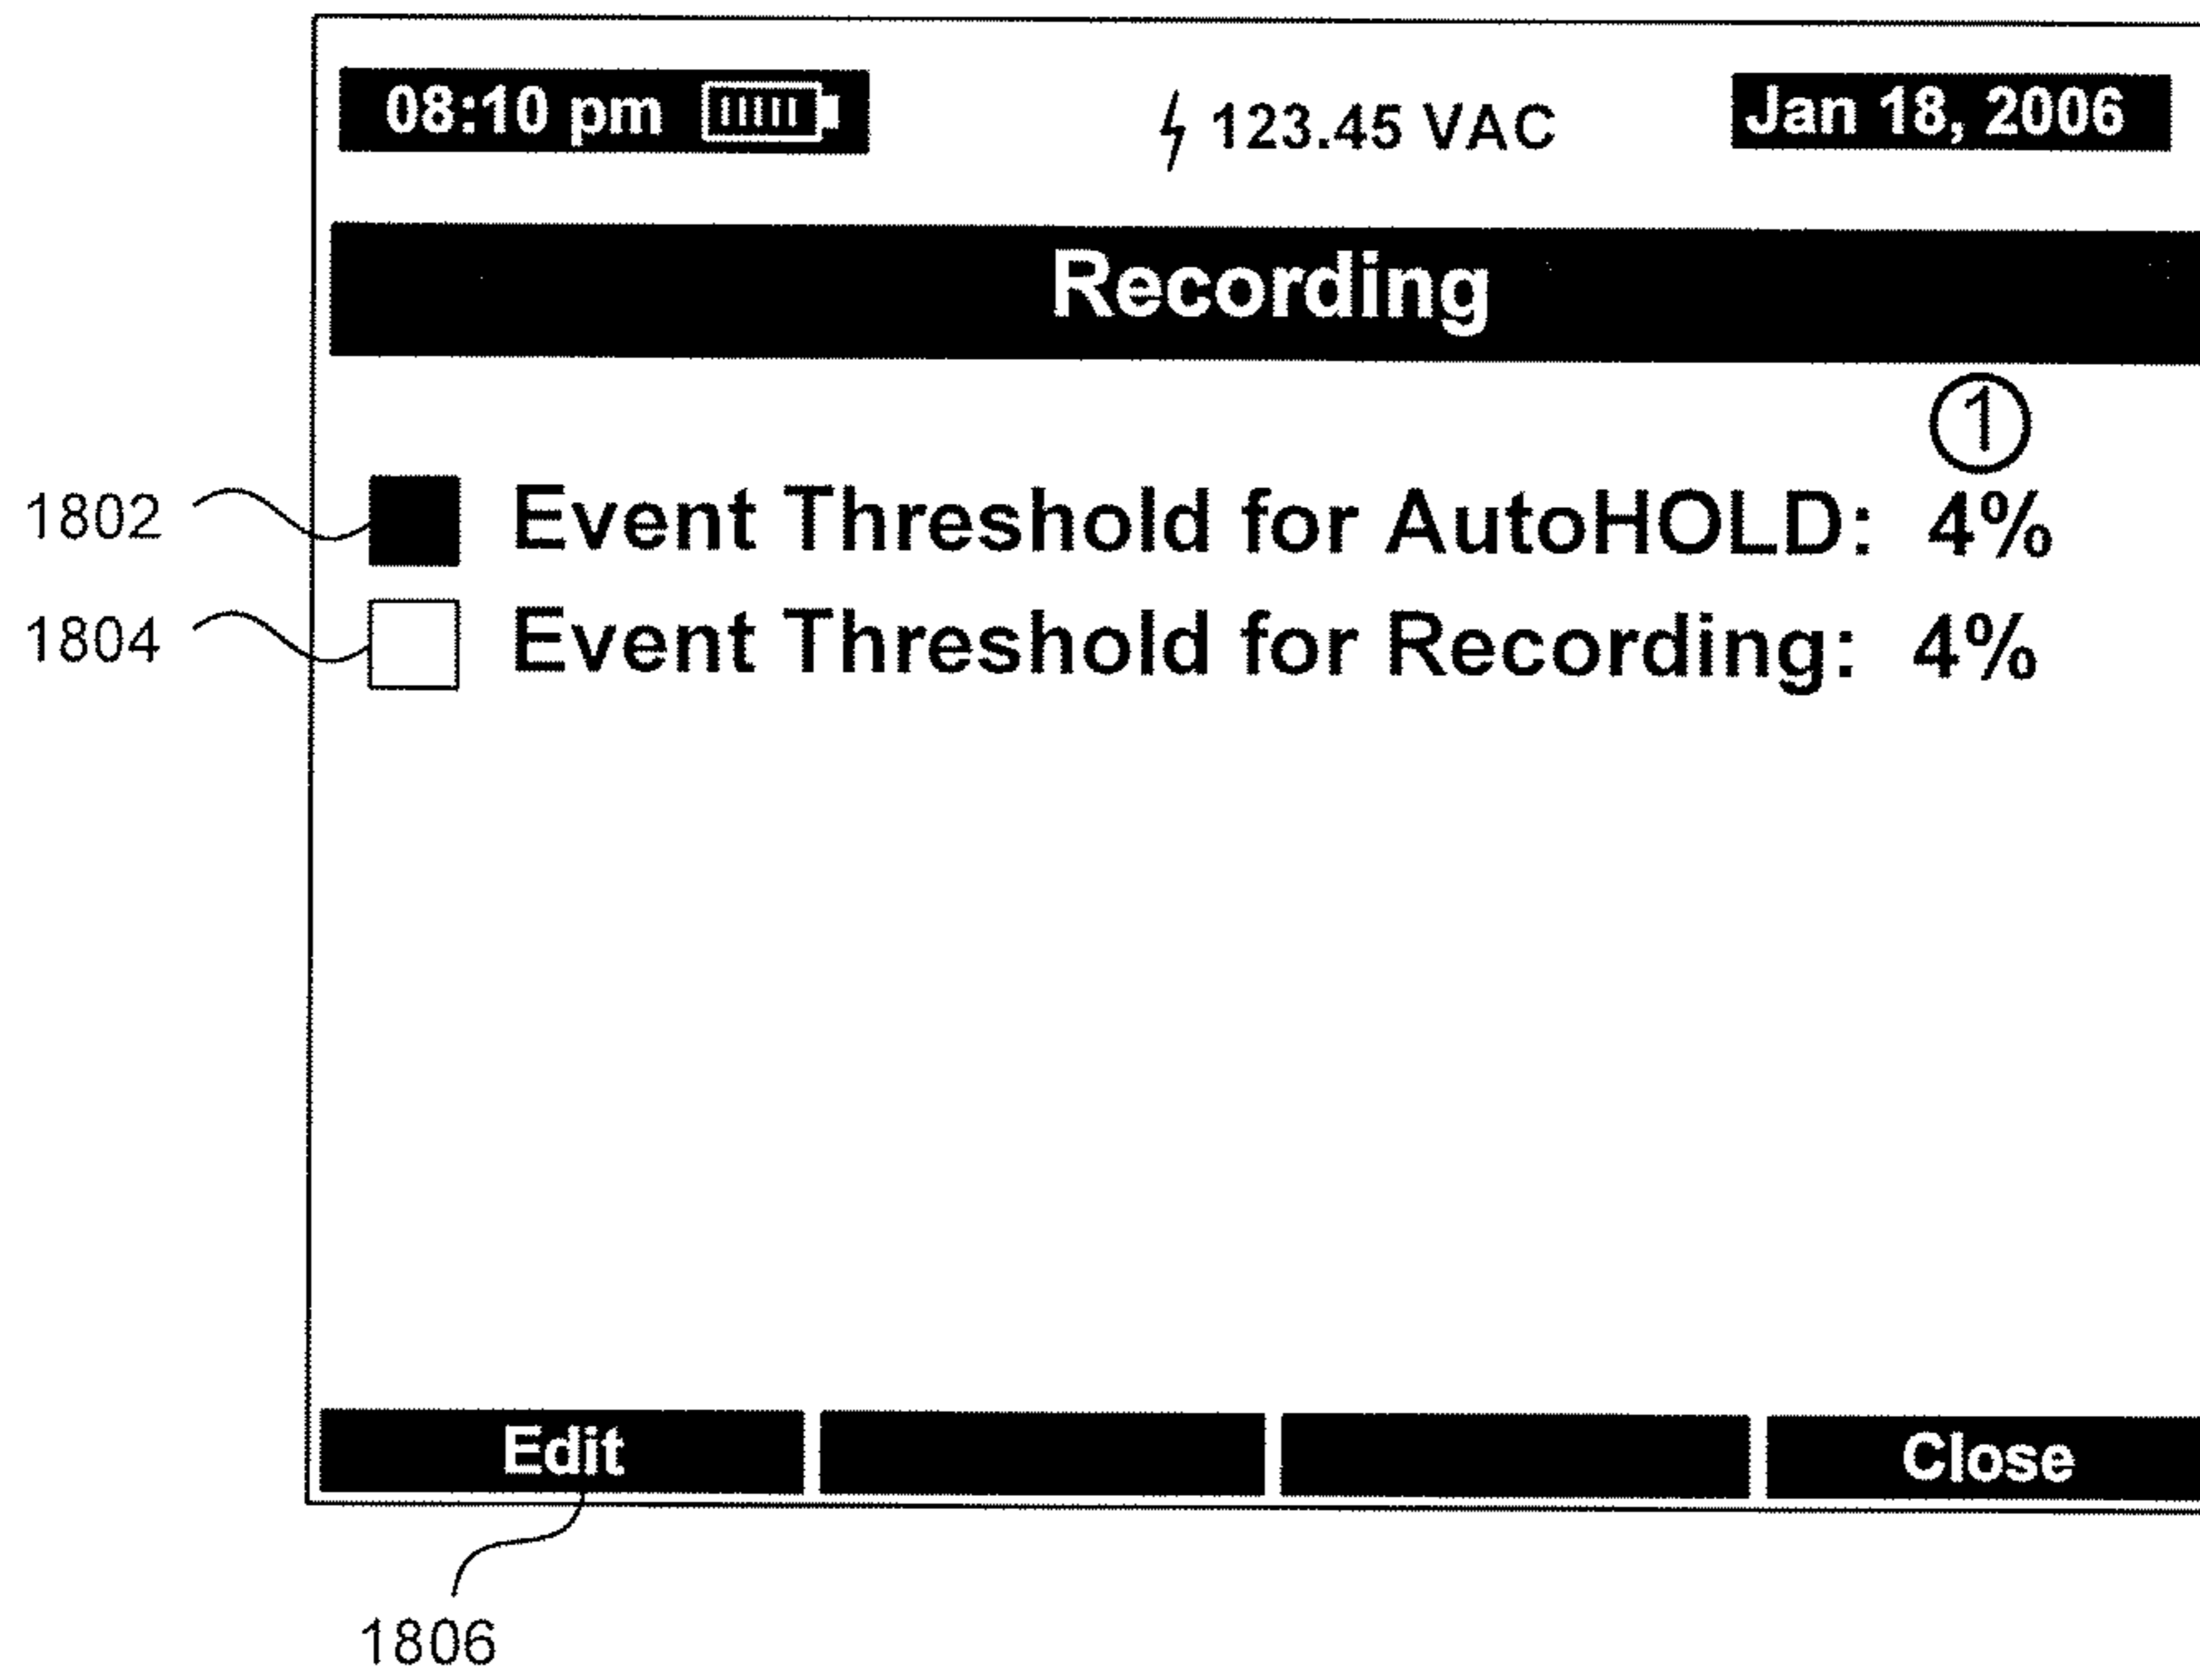 08:10 pm 123.45 VAC Jan 18, 2006
Recording
1
1802 Event Threshold for AutoHOLD: 4%
1804 Event Threshold for Recording: 4%
Edit Close
1806